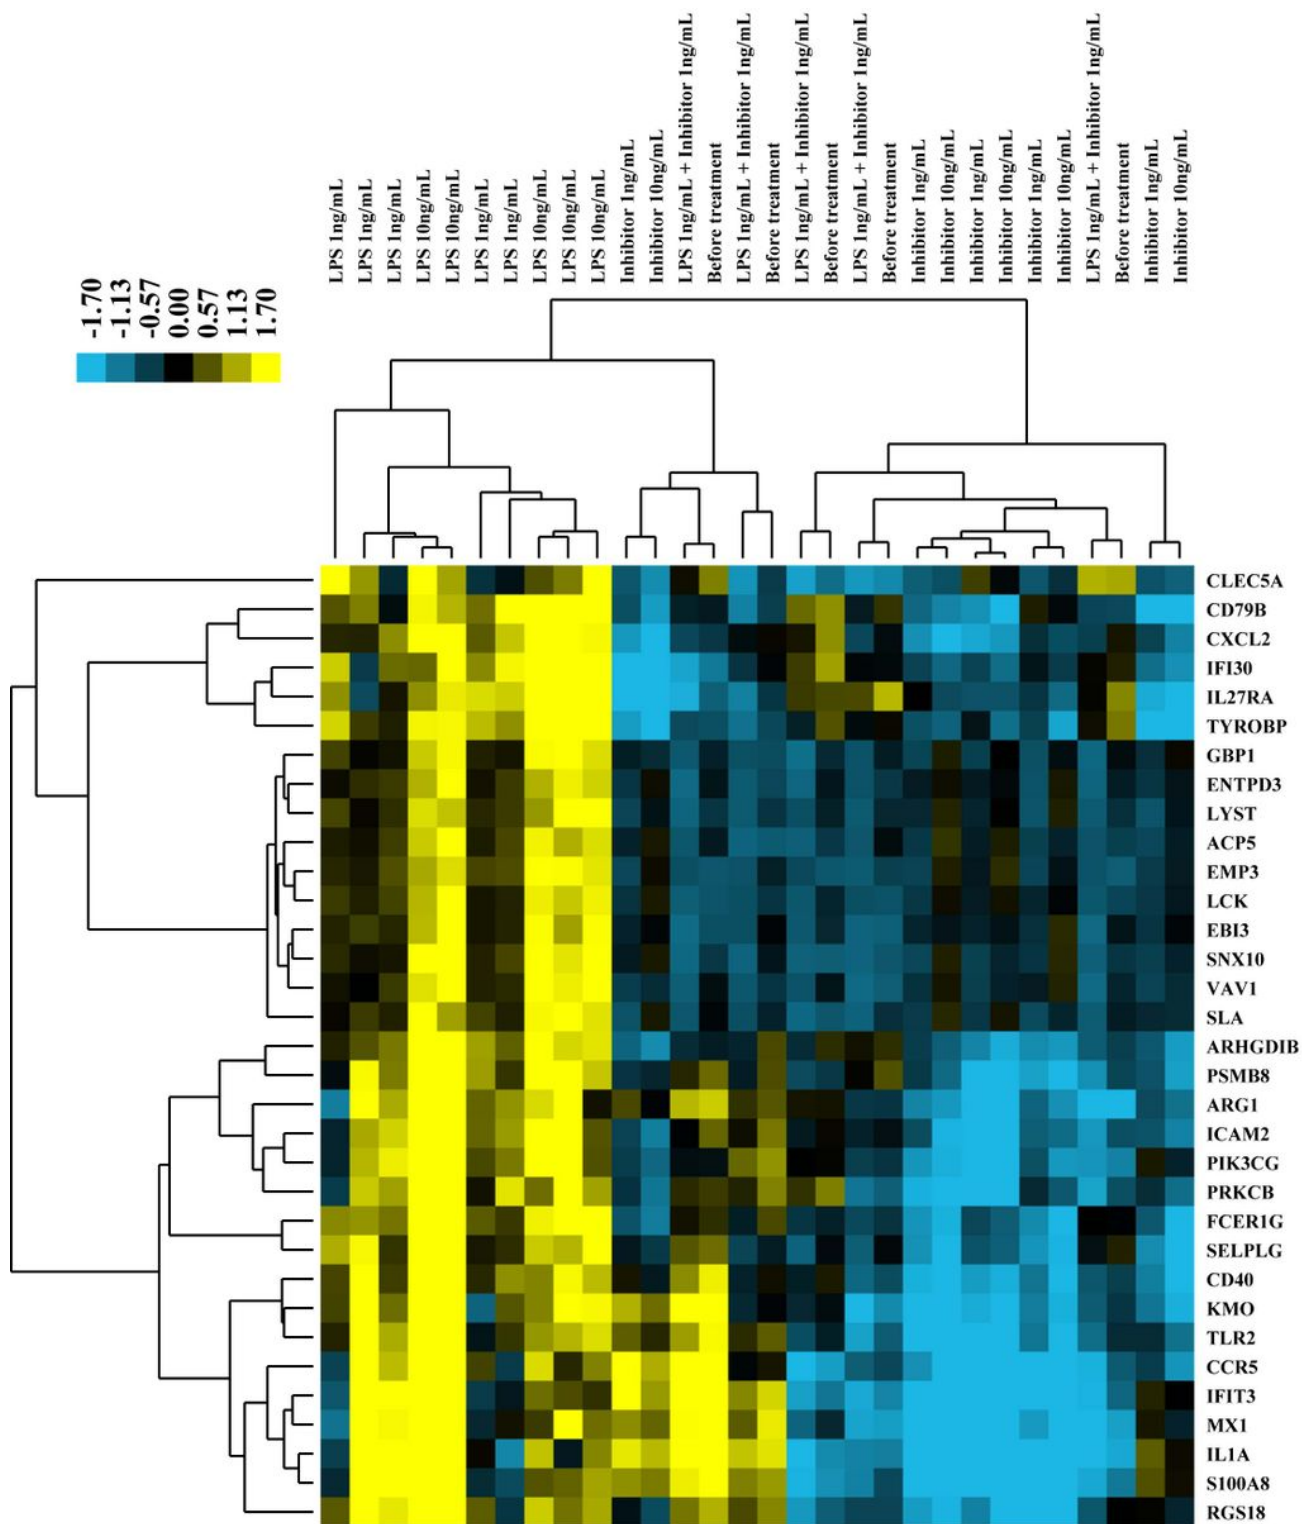 LPS 1ng/mL
LPS 1ng/mL
LPS 1ng/mL
LPS 10ng/mL
LPS 10ng/mL
LPS 1ng/mL
LPS 1ng/mL
LPS 10ng/mL
LPS 10ng/mL
LPS 10ng/mL
Inhibitor 1ng/mL
Inhibitor 10ng/mL
LPS 1ng/mL + Inhibitor 1ng/mL
Before treatment
LPS 1ng/mL + Inhibitor 1ng/mL
Before treatment
LPS 1ng/mL + Inhibitor 1ng/mL
Before treatment
LPS 1ng/mL + Inhibitor 1ng/mL
Before treatment
Inhibitor 1ng/mL
Inhibitor 10ng/mL
Inhibitor 1ng/mL
Inhibitor 10ng/mL
Inhibitor 1ng/mL
Inhibitor 10ng/mL
LPS 1ng/mL + Inhibitor 1ng/mL
Before treatment
Inhibitor 1ng/mL
Inhibitor 10ng/mL
-1.70
-1.13
-0.57
0.00
0.57
1.13
1.70
CLEC5A
CD79B
CXCL2
IFI30
IL27RA
TYROBP
GBP1
ENTPD3
LYST
ACP5
EMP3
LCK
EBI3
SNX10
VAV1
SLA
ARHGDIB
PSMB8
ARG1
ICAM2
PIK3CG
PRKCB
FCER1G
SELPLG
CD40
KMO
TLR2
CCR5
IFIT3
MX1
IL1A
S100A8
RGS18